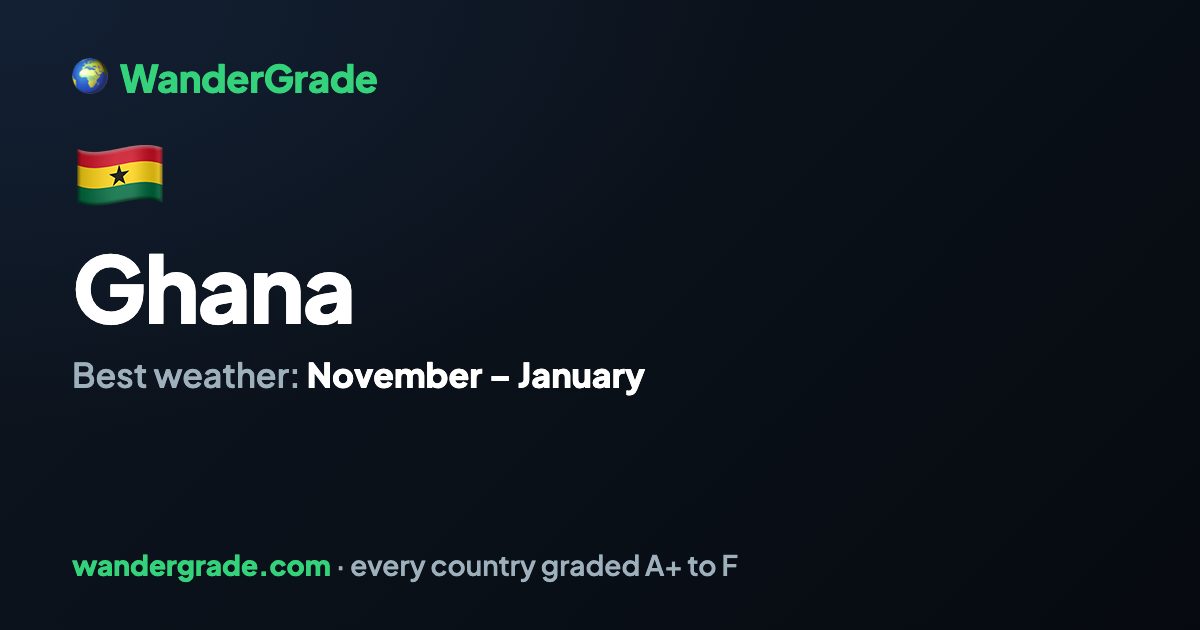 WanderGrade
Ghana
Best weather: November – January
wandergrade.com · every country graded A+ to F